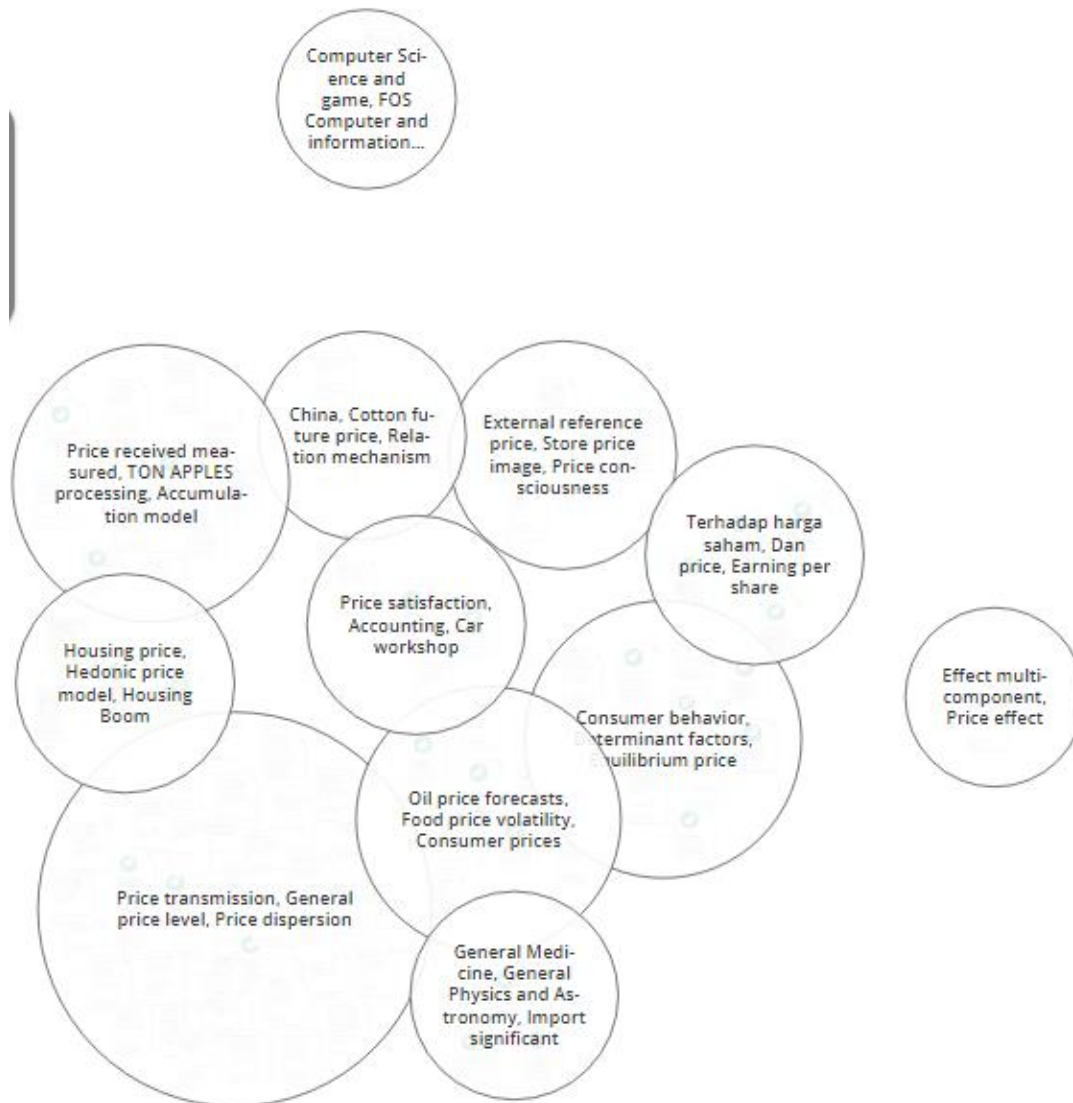 Computer Sci-
ence and
game, FOS
Computer and
information...
China, Cotton fu-
ture price, Rela-
tion mechanism
External reference
price, Store price
image, Price con-
sciousness
Price received mea-
sured, TON APPLES
processing, Accumula-
tion model
Terhadap harga
saham, Dan
price, Earning per
share
Price satisfaction,
Accounting, Car
workshop
Housing price,
Hedonic price
model, Housing
Boom
Effect multi-
component,
Price effect
Consumer behavior,
Determinant factors,
Equilibrium price
Oil price forecasts,
Food price volatility,
Consumer prices
Price transmission, General
price level, Price dispersion
General Medi-
cine, General
Physics and As-
tronomy, Import
significant